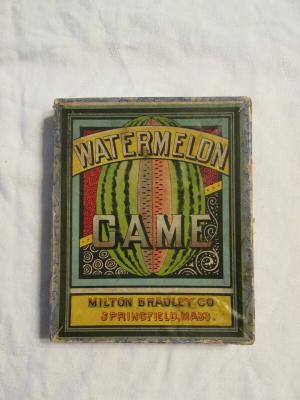 WATERMELON
GAME
MILTON BRADLEY CO
SPRINGFIELD, MASS.